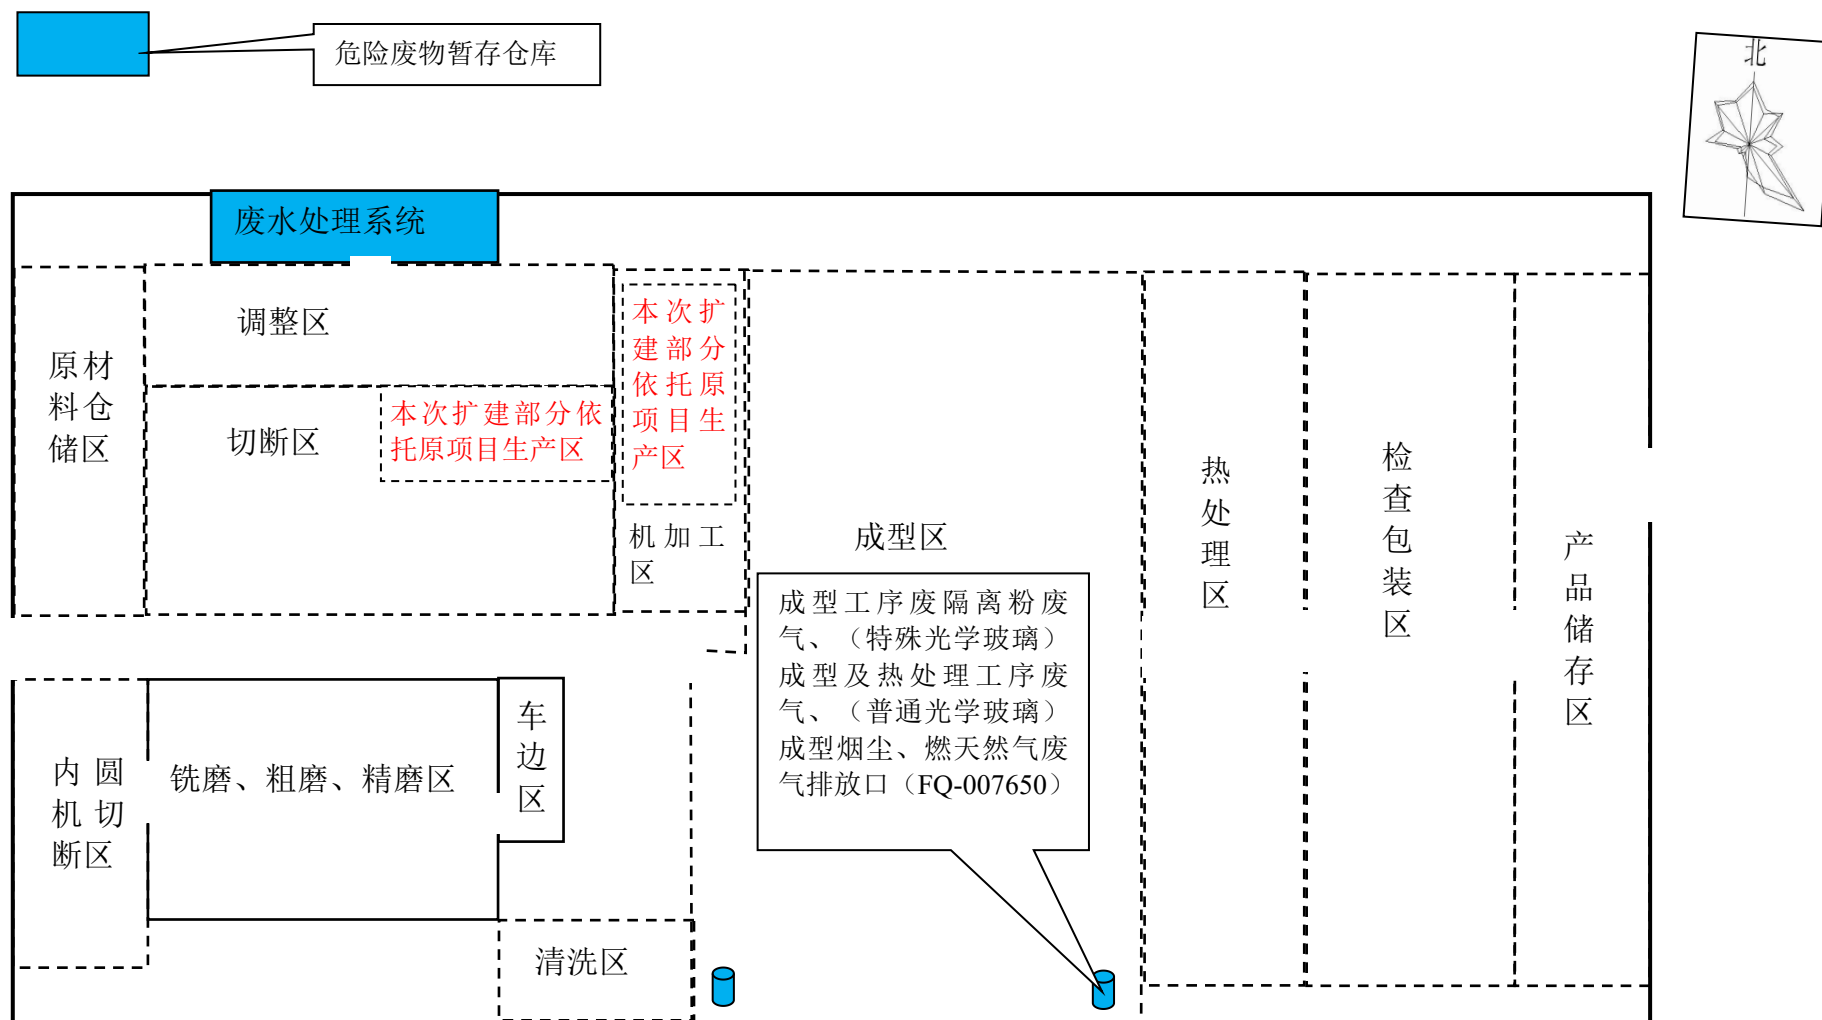 危险废物暂存仓库
北
废水处理系统
调整区
原材
料仓
储区
切断区
本次扩建部分依
托原项目生产区
本次扩
建部分
依托原
项目生
产区
机加工
区
成型区
热
处
理
区
检
查
包
装
区
产
品
储
存
区
成型工序废隔离粉废
气、（特殊光学玻璃）
成型及热处理工序废
气、（普通光学玻璃）
成型烟尘、燃天然气废
气排放口（FQ-007650）
内圆
机切
断区
铣磨、粗磨、精磨区
车
边
区
清洗区